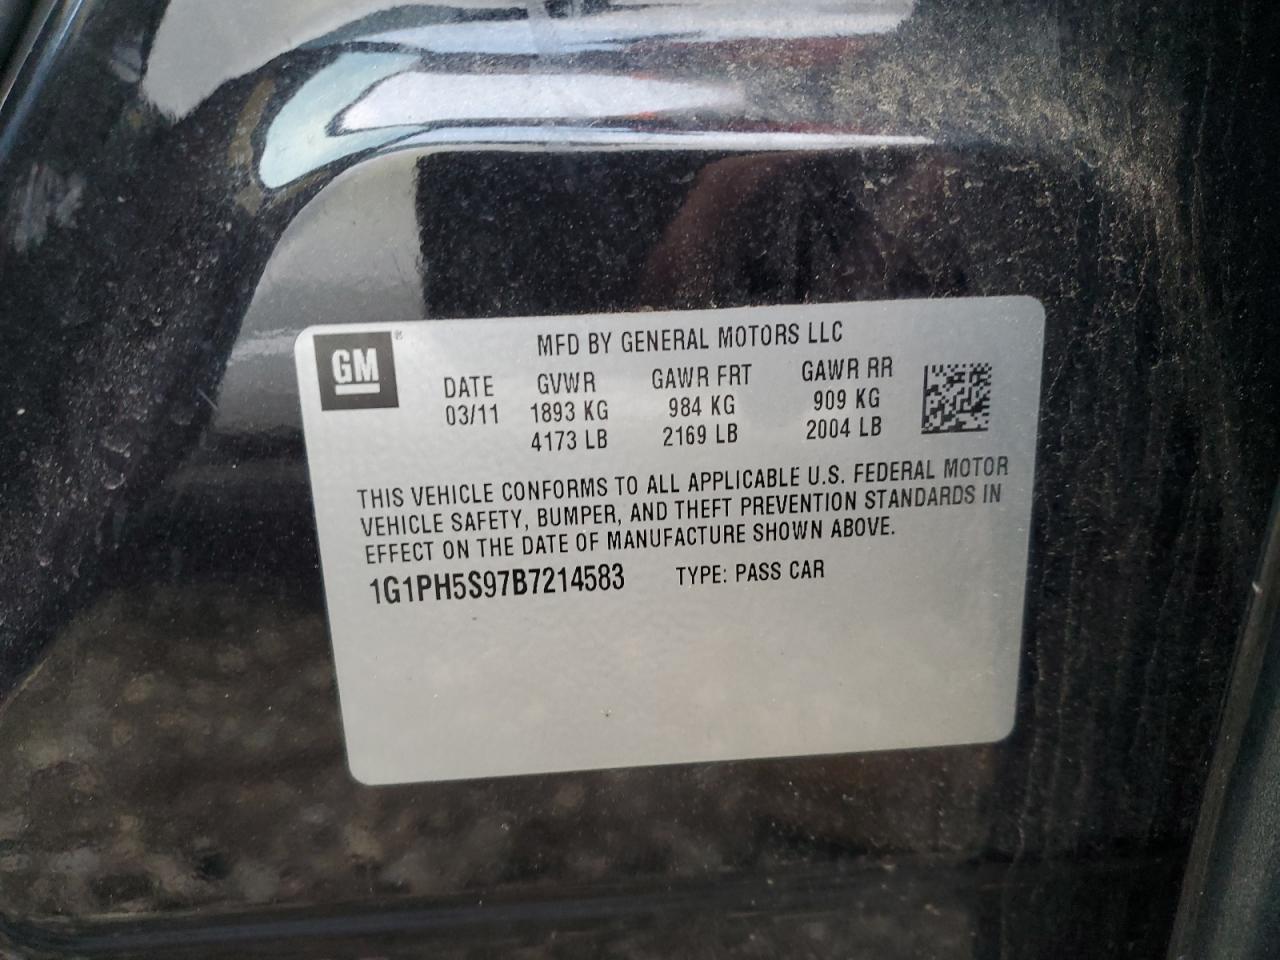 GM®
MFD BY GENERAL MOTORS LLC
DATE GVWR GAWR FRT GAWR RR
03/11 1893 KG 984 KG 909 KG
4173 LB 2169 LB 2004 LB
THIS VEHICLE CONFORMS TO ALL APPLICABLE U.S. FEDERAL MOTOR
VEHICLE SAFETY, BUMPER, AND THEFT PREVENTION STANDARDS IN
EFFECT ON THE DATE OF MANUFACTURE SHOWN ABOVE.
1G1PH5S97B7214583 TYPE: PASS CAR